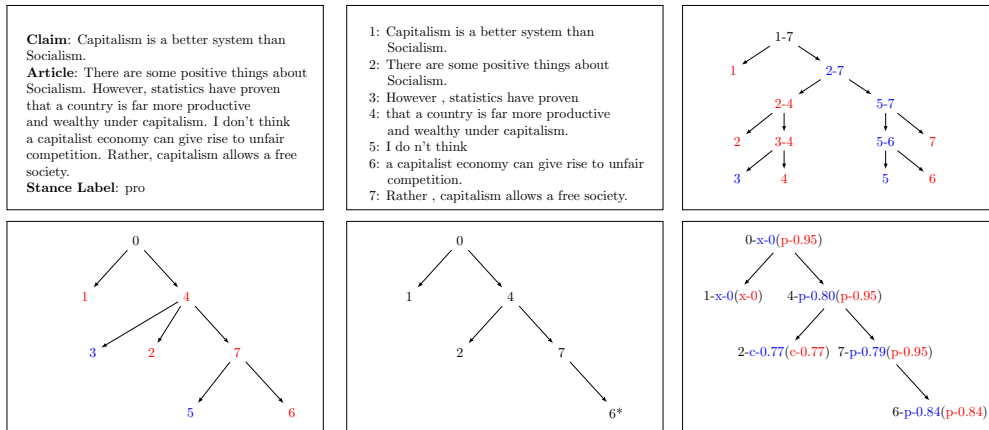 Claim: Capitalism is a better system than
Socialism.
Article: There are some positive things about
Socialism. However, statistics have proven
that a country is far more productive
and wealthy under capitalism. I don't think
a capitalist economy can give rise to unfair
competition. Rather, capitalism allows a free
society.
Stance Label: pro
1: Capitalism is a better system than
Socialism.
2: There are some positive things about
Socialism.
3: However , statistics have proven
4: that a country is far more productive
and wealthy under capitalism.
5: I do n't think
6: a capitalist economy can give rise to unfair
competition.
7: Rather , capitalism allows a free society.
1-7
1 2-7
2-4 5-7
2 3-4 5-6 7
3 4 5 6
0
1 4
3 2 7
5 6
0
1 4
2 7
6*
0-x-0(p-0.95)
1-x-0(x-0) 4-p-0.80(p-0.95)
2-c-0.77(c-0.77) 7-p-0.79(p-0.95)
6-p-0.84(p-0.84)